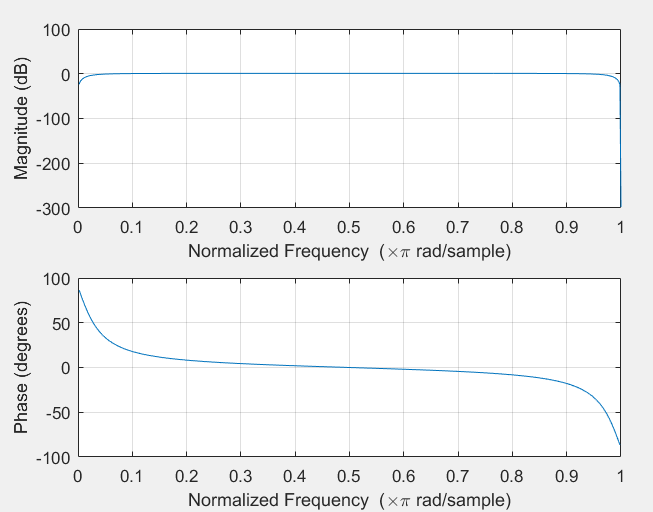 100
0
-100
-200
-300
Magnitude (dB)
0 0.1 0.2 0.3 0.4 0.5 0.6 0.7 0.8 0.9 1
Normalized Frequency (×π rad/sample)
100
50
0
-50
-100
Phase (degrees)
0 0.1 0.2 0.3 0.4 0.5 0.6 0.7 0.8 0.9 1
Normalized Frequency (×π rad/sample)